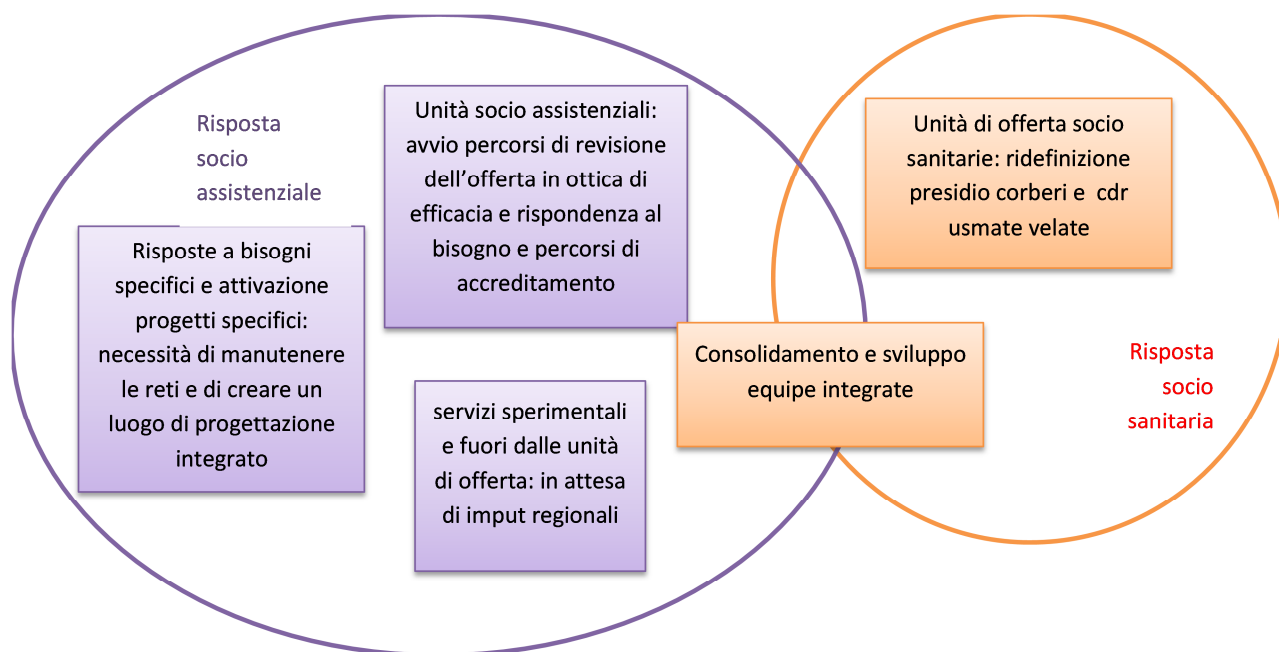 Risposta
socio
assistenziale
Risposte a bisogni
specifici e attivazione
progetti specifici:
necessità di manutenere
le reti e di creare un
luogo di progettazione
integrato
Unità socio assistenziali:
avvio percorsi di revisione
dell'offerta in ottica di
efficacia e rispondenza al
bisogno e percorsi di
accreditamento
servizi sperimentali
e fuori dalle unità
di offerta: in attesa
di imput regionali
Consolidamento e sviluppo
equipe integrate
Unità di offerta socio
sanitarie: ridefinizione
presidio corberi e cdr
usmate velate
Risposta
socio
sanitaria